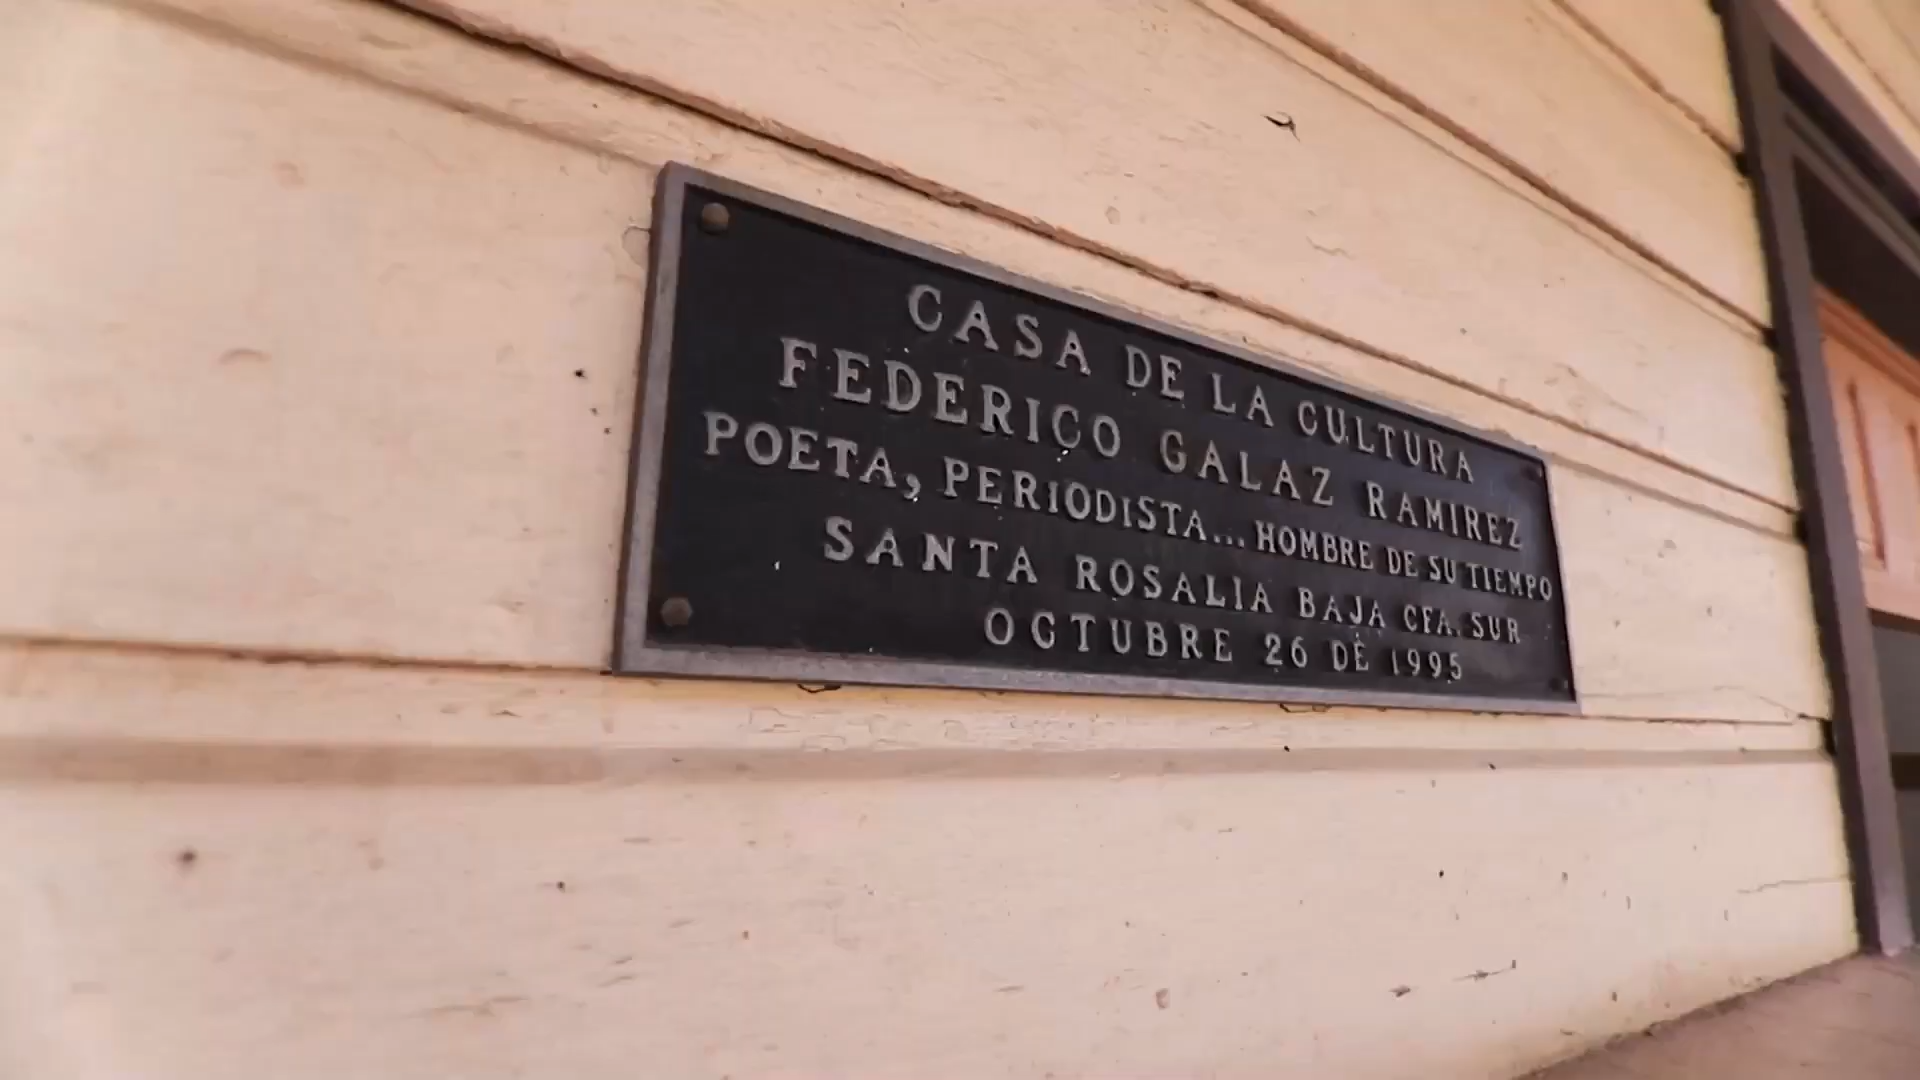 CASA DE LA CULTURA
FEDERICO GALAZ RAMIREZ
POETA, PERIODISTA... HOMBRE DE SU TIEMPO
SANTA ROSALIA BAJA CFA. SUR
OCTUBRE 26 DE 1995